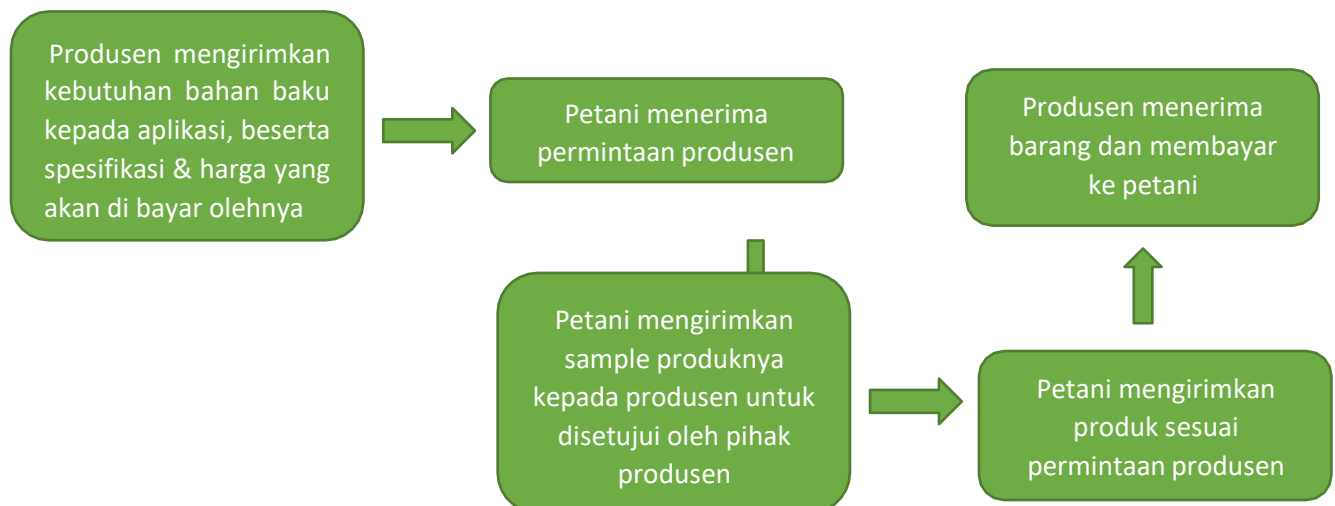 Produsen mengirimkan
kebutuhan bahan baku
kepada aplikasi, beserta
spesifikasi & harga yang
akan di bayar olehnya
Petani menerima
permintaan produsen
Petani mengirimkan
sample produknya
kepada produsen untuk
disetujui oleh pihak
produsen
Petani mengirimkan
produk sesuai
permintaan produsen
Produsen menerima
barang dan membayar
ke petani